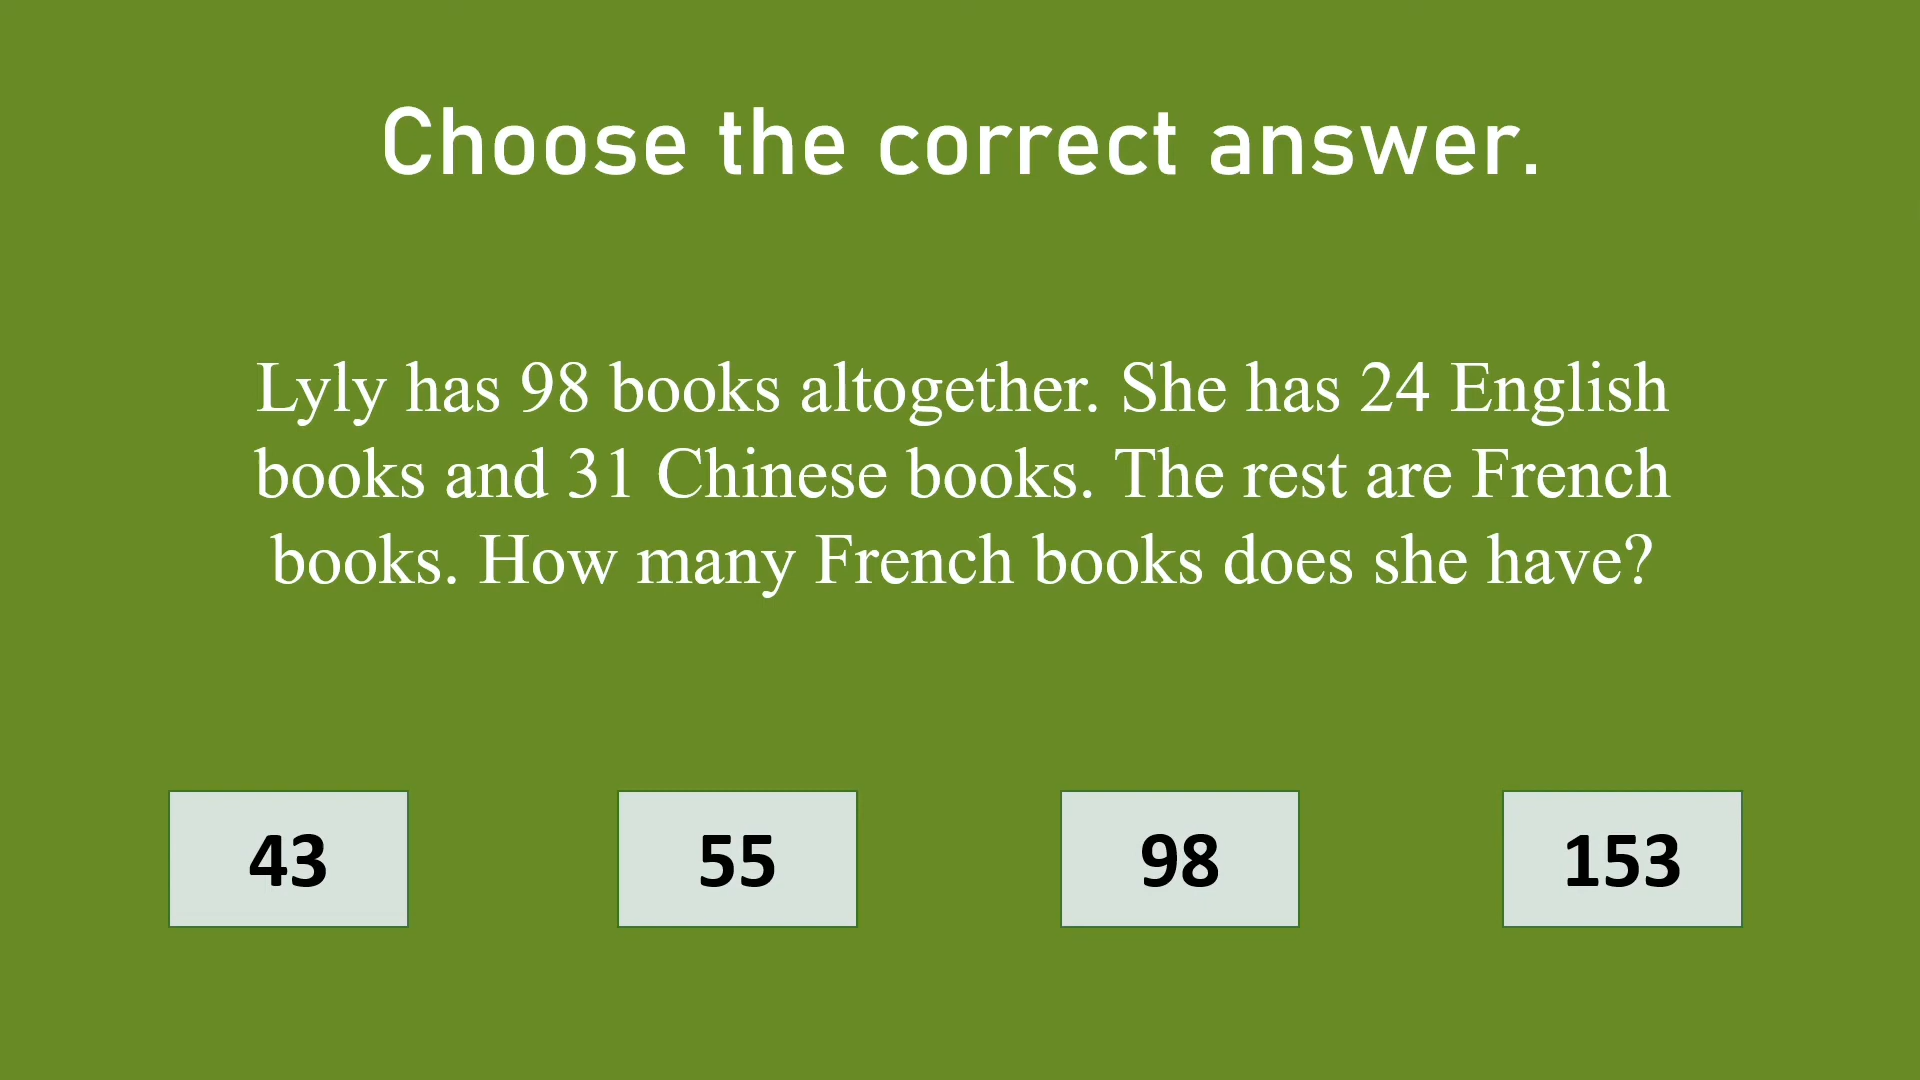 Choose the correct answer.
Lyly has 98 books altogether. She has 24 English
books and 31 Chinese books. The rest are French
books. How many French books does she have?
43 55 98 153